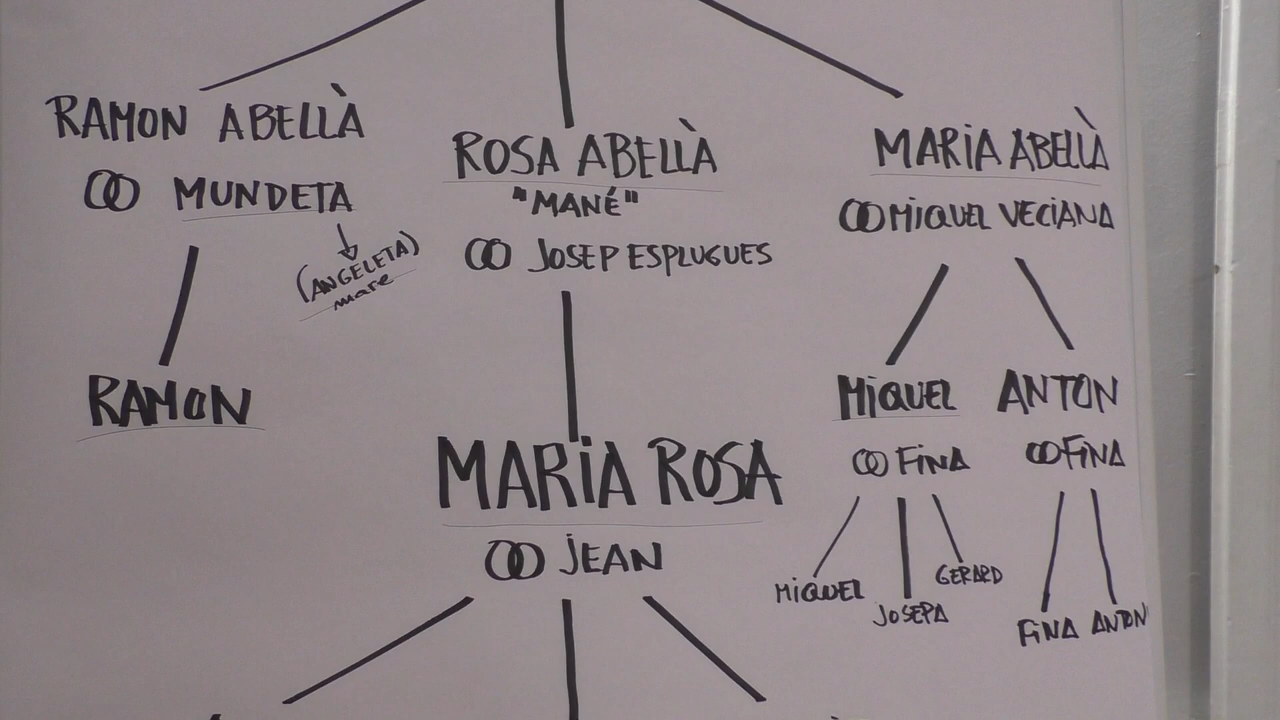 RAMON ABELLÀ
MUNDETA
(ANGELETA)
mare
RAMON
ROSA ABELLÀ
"MANÉ"
JOSEP ESPLUGUES
MARiA ROSA
jEAN
MARiA ABELLÀ
MiQUEL VECiANA
MiQUEL ANTON
FiNA FiNA
MiQUEL JOSEPA GERARD
FiNA ANTON